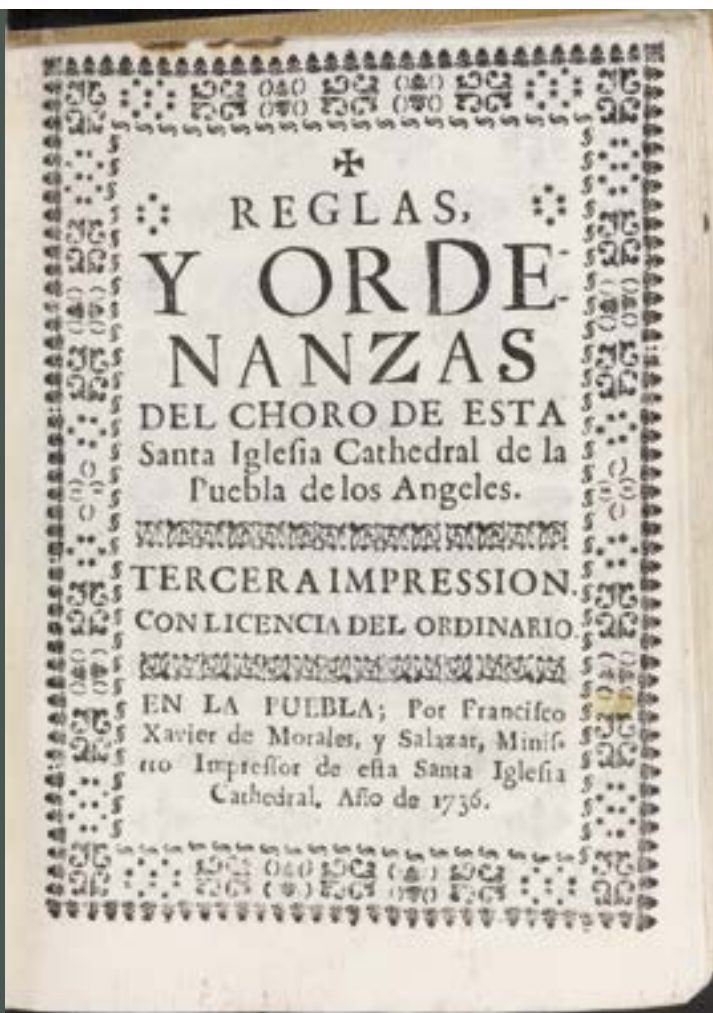 ✠
REGLAS,
Y ORDE-
NANZAS
DEL CHORO DE ESTA
Santa Igleſia Cathedral de la
Puebla de los Angeles.
TERCERA IMPRESSION.
CON LICENCIA DEL ORDINARIO.
EN LA PUEBLA; Por Franciſco
Xavier de Morales, y Salazar, Miniſ-
tro Impreſſor de eſta Santa Igleſia
Cathedral. Año de 1736.